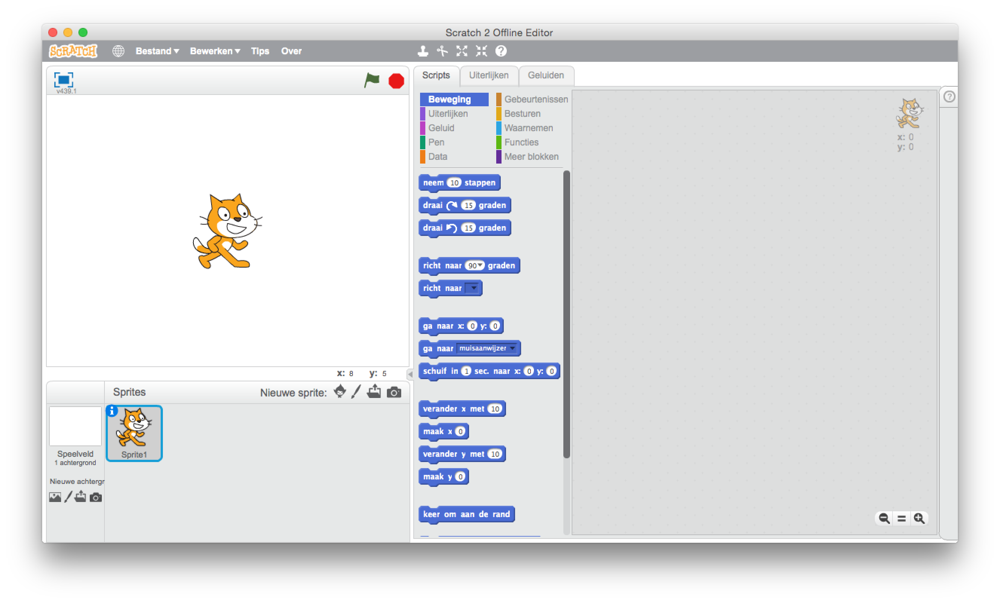 Scratch 2 Offline Editor
SCRATCH Bestand Bewerken Tips Over
v439.1
Scripts Uiterlijken Geluiden
Beweging Gebeurtenissen
Uiterlijken Besturen
Geluid Waarnemen
Pen Functies
Data Meer blokken
x: 0
y: 0
neem 10 stappen
draai 15 graden
draai 15 graden
richt naar 90 graden
richt naar
ga naar x: 0 y: 0
ga naar muisaanwijzer
schuif in 1 sec. naar x: 0 y: 0
verander x met 10
maak x 0
verander y met 10
maak y 0
keer om aan de rand
x: 8 y: 5
Sprites Nieuwe sprite:
Speelveld
1 achtergrond
Sprite1
Nieuwe achtergr